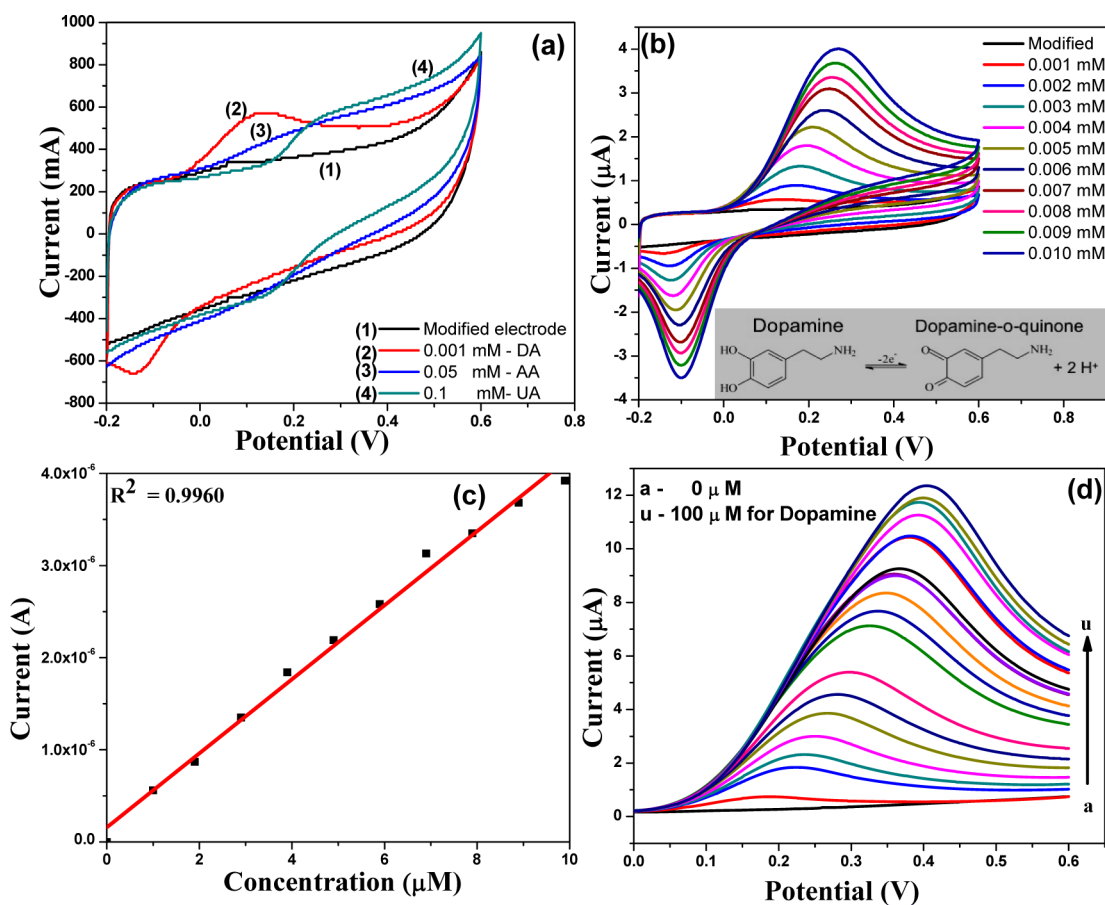 (a)
Current (mA)
1000
800
600
400
200
0
-200
-400
-600
-800
(2)
(3)
(4)
(1)
(1) Modified electrode
(2) 0.001 mM - DA
(3) 0.05 mM - AA
(4) 0.1 mM- UA
0.0 0.2 0.4 0.6 0.8
Potential (V)
(b)
Current (μA)
4
3
2
1
0
-1
-2
-3
-4
Modified
0.001 mM
0.002 mM
0.003 mM
0.004 mM
0.005 mM
0.006 mM
0.007 mM
0.008 mM
0.009 mM
0.010 mM
Dopamine
Dopamine-o-quinone
HO
OH
NH2
-2e-
O
O
NH2
+ 2 H+
-0.2 0.0 0.2 0.4 0.6 0.8
Potential (V)
R2 = 0.9960
(c)
Current (A)
4.0x10-6
3.0x10-6
2.0x10-6
1.0x10-6
0.0
0 2 4 6 8 10
Concentration (μM)
a - 0 μ M
u - 100 μ M for Dopamine
(d)
Current (μA)
12
10
8
6
4
2
0
u
a
0.0 0.1 0.2 0.3 0.4 0.5 0.6
Potential (V)